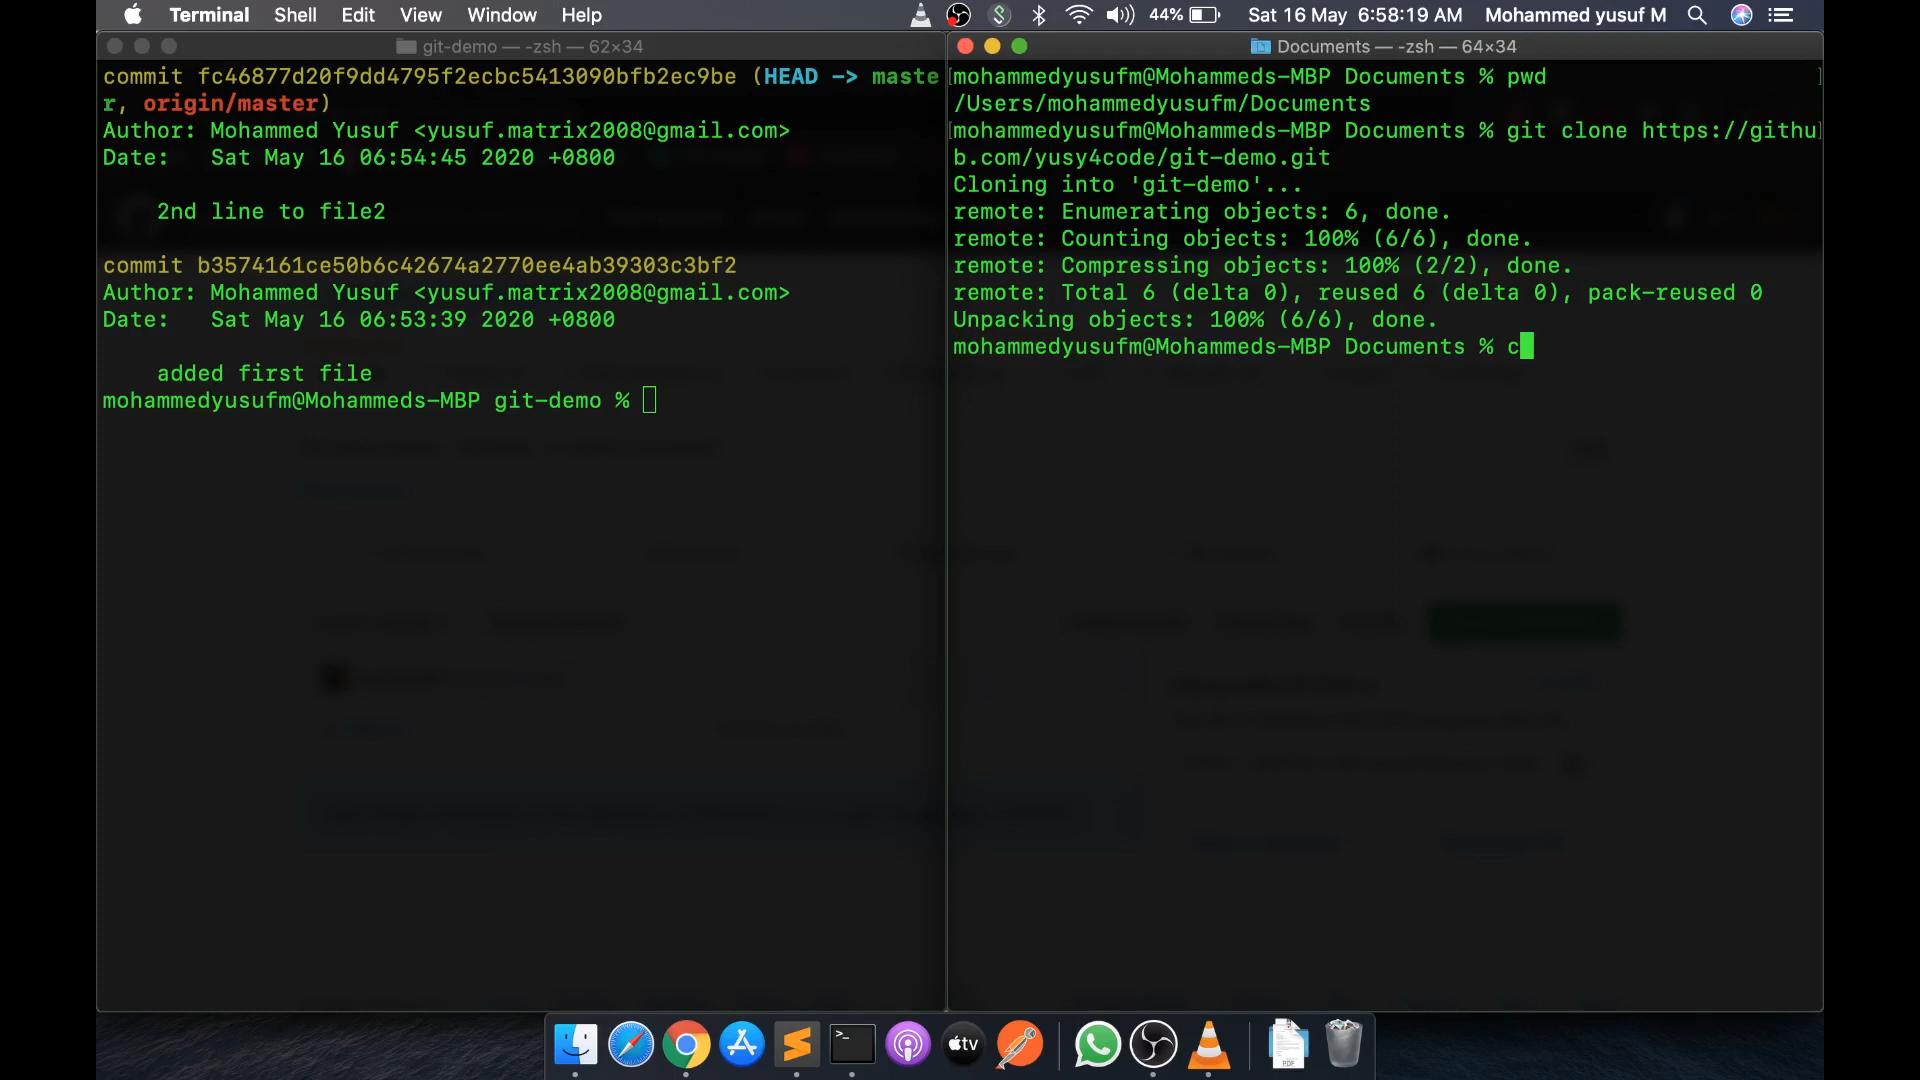 Terminal Shell Edit View Window Help 44% Sat 16 May 6:58:19 AM Mohammed yusuf M
git-demo — -zsh — 62×34
commit fc46877d20f9dd4795f2ecbc5413090bfb2ec9be (HEAD -> maste
r, origin/master)
Author: Mohammed Yusuf <yusuf.matrix2008@gmail.com>
Date:   Sat May 16 06:54:45 2020 +0800
2nd line to file2
commit b3574161ce50b6c42674a2770ee4ab39303c3bf2
Author: Mohammed Yusuf <yusuf.matrix2008@gmail.com>
Date:   Sat May 16 06:53:39 2020 +0800
added first file
mohammedyusufm@Mohammeds-MBP git-demo %
Documents — -zsh — 64×34
[mohammedyusufm@Mohammeds-MBP Documents % pwd ]
/Users/mohammedyusufm/Documents
[mohammedyusufm@Mohammeds-MBP Documents % git clone https://githu]
b.com/yusy4code/git-demo.git
Cloning into 'git-demo'...
remote: Enumerating objects: 6, done.
remote: Counting objects: 100% (6/6), done.
remote: Compressing objects: 100% (2/2), done.
remote: Total 6 (delta 0), reused 6 (delta 0), pack-reused 0
Unpacking objects: 100% (6/6), done.
mohammedyusufm@Mohammeds-MBP Documents % c
tv
PDF